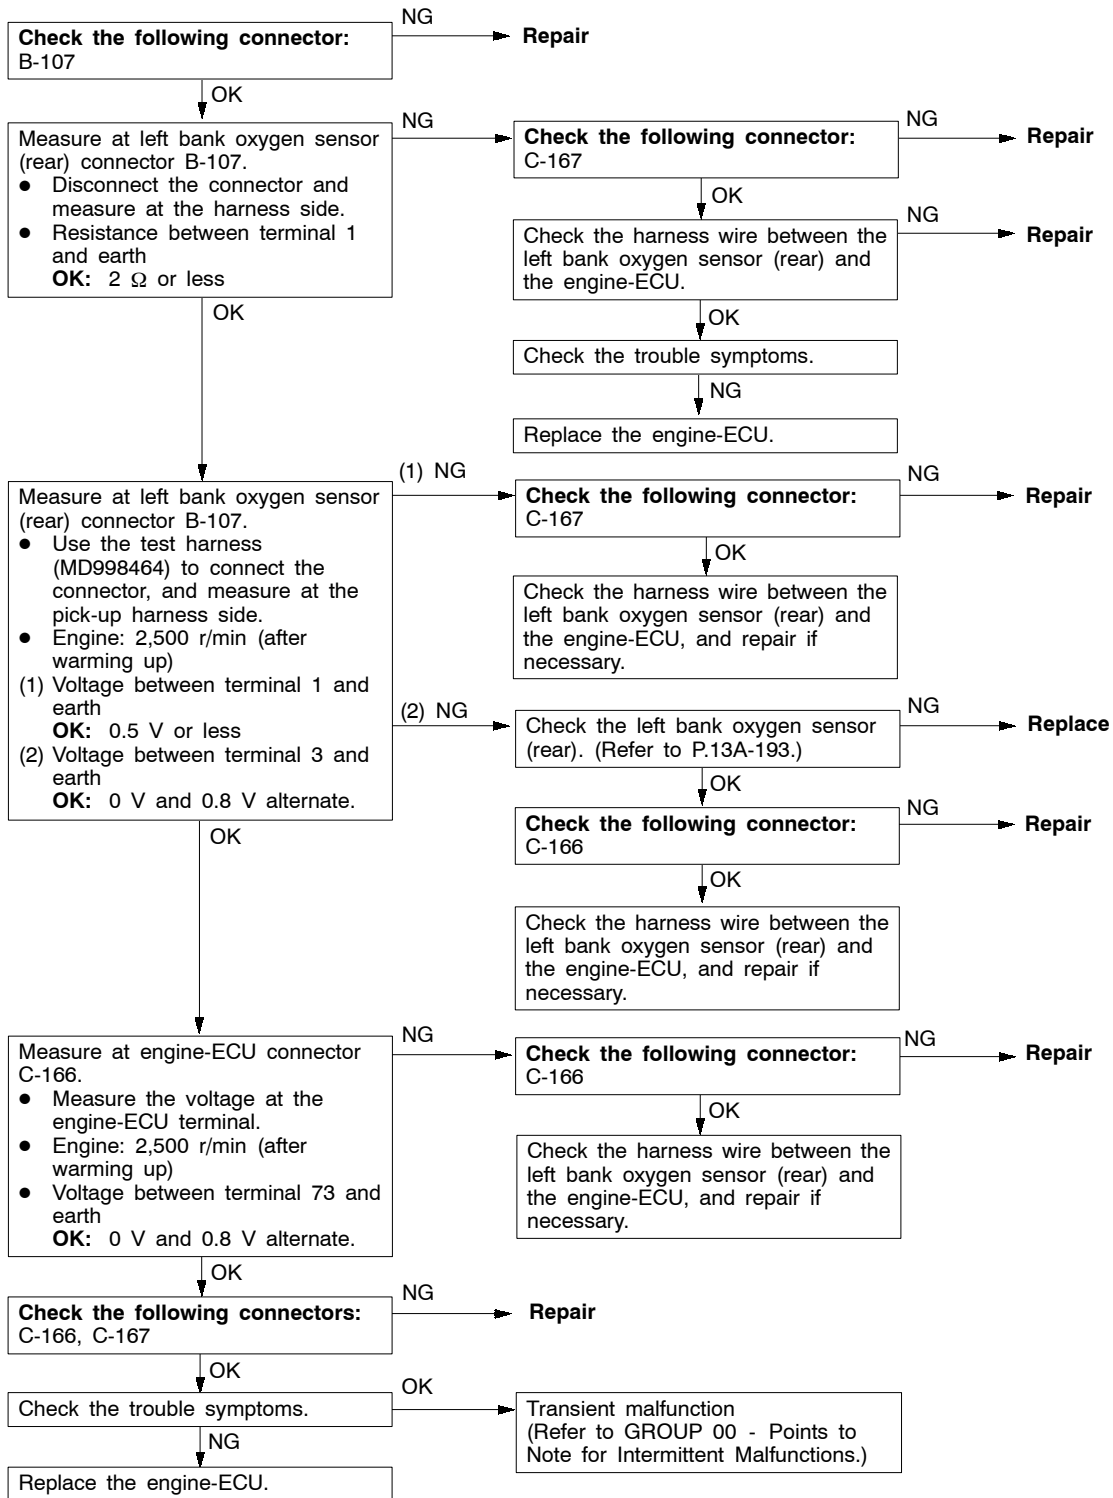 NG
Check the following connector:
B-107
Repair
OK
Measure at left bank oxygen sensor
(rear) connector B-107.
● Disconnect the connector and
measure at the harness side.
● Resistance between terminal 1
and earth
OK: 2 Ω or less
NG
Check the following connector:
C-167
NG
Repair
OK
Check the harness wire between the
left bank oxygen sensor (rear) and
the engine-ECU.
NG
Repair
OK
Check the trouble symptoms.
NG
Replace the engine-ECU.
OK
Measure at left bank oxygen sensor
(rear) connector B-107.
● Use the test harness
(MD998464) to connect the
connector, and measure at the
pick-up harness side.
● Engine: 2,500 r/min (after
warming up)
(1) Voltage between terminal 1 and
earth
OK: 0.5 V or less
(2) Voltage between terminal 3 and
earth
OK: 0 V and 0.8 V alternate.
(1) NG
Check the following connector:
C-167
NG
Repair
OK
Check the harness wire between the
left bank oxygen sensor (rear) and
the engine-ECU, and repair if
necessary.
(2) NG
Check the left bank oxygen sensor
(rear). (Refer to P.13A-193.)
NG
Replace
OK
Check the following connector:
C-166
NG
Repair
OK
Check the harness wire between the
left bank oxygen sensor (rear) and
the engine-ECU, and repair if
necessary.
OK
Measure at engine-ECU connector
C-166.
● Measure the voltage at the
engine-ECU terminal.
● Engine: 2,500 r/min (after
warming up)
● Voltage between terminal 73 and
earth
OK: 0 V and 0.8 V alternate.
NG
Check the following connector:
C-166
NG
Repair
OK
Check the harness wire between the
left bank oxygen sensor (rear) and
the engine-ECU, and repair if
necessary.
OK
Check the following connectors:
C-166, C-167
NG
Repair
OK
Check the trouble symptoms.
OK
Transient malfunction
(Refer to GROUP 00 - Points to
Note for Intermittent Malfunctions.)
NG
Replace the engine-ECU.